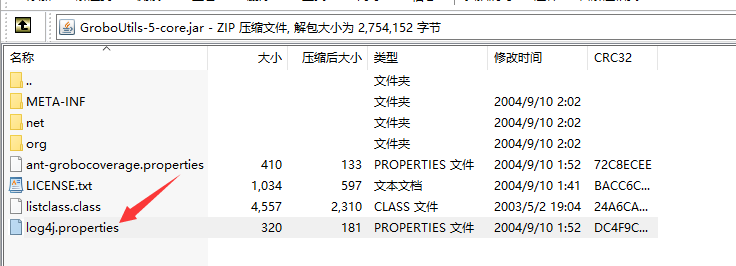 GroboUtils-5-core.jar - ZIP 压缩文件, 解包大小为 2,754,152 字节
名称 大小 压缩后大小 类型 修改时间 CRC32
.. 文件夹
META-INF 文件夹 2004/9/10 2:02
net 文件夹 2004/9/10 2:02
org 文件夹 2004/9/10 2:02
ant-grobocoverage.properties 410 133 PROPERTIES 文件 2004/9/10 1:52 72C8ECEE
LICENSE.txt 1,034 597 文本文档 2004/9/10 1:41 BACC6C...
listclass.class 4,557 2,310 CLASS 文件 2003/5/2 19:04 24A6CA...
log4j.properties 320 181 PROPERTIES 文件 2004/9/10 1:52 DC4F9C...